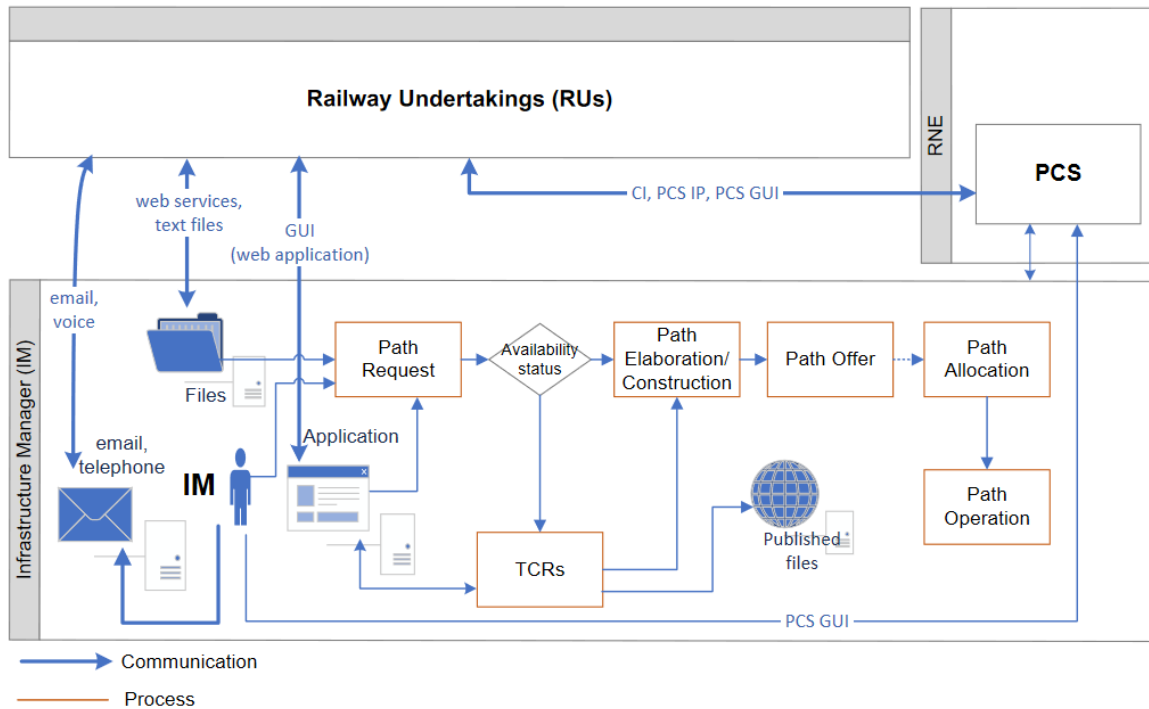 Railway Undertakings (RUs)
RNE
PCS
CI, PCS IP, PCS GUI
web services,
text files
GUI
(web application)
email,
voice
Infrastructure Manager (IM)
Files
Path
Request
Availability
status
Path
Elaboration/
Construction
Path Offer
Path
Allocation
email,
telephone
IM
Application
Path
Operation
TCRs
Published
files
PCS GUI
Communication
Process